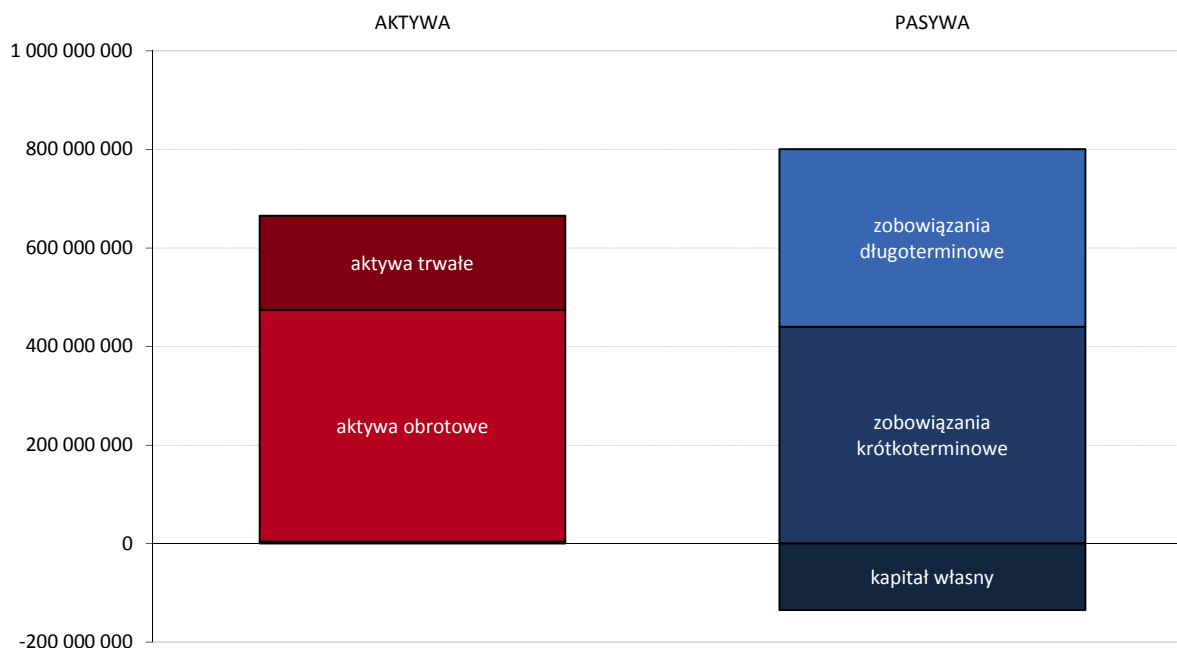 AKTYWA
PASYWA
1 000 000 000
800 000 000
600 000 000
400 000 000
200 000 000
0
-200 000 000
aktywa trwałe
aktywa obrotowe
zobowiązania
długoterminowe
zobowiązania
krótkoterminowe
kapitał własny